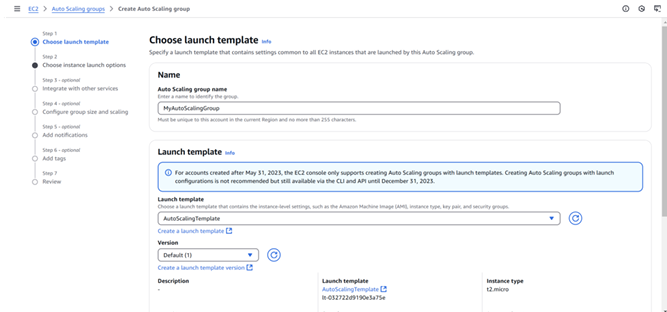 EC2 > Auto Scaling groups > Create Auto Scaling group
Step 1
Choose launch template
Step 2
Choose instance launch options
Step 3 - optional
Integrate with other services
Step 4 - optional
Configure group size and scaling
Step 5 - optional
Add notifications
Step 6 - optional
Add tags
Step 7
Review
Choose launch template Info
Specify a launch template that contains settings common to all EC2 instances that are launched by this Auto Scaling group.
Name
Auto Scaling group name
Enter a name to identify the group.
MyAutoScalingGroup
Must be unique to this account in the current Region and no more than 255 characters.
Launch template Info
For accounts created after May 31, 2023, the EC2 console only supports creating Auto Scaling groups with launch templates. Creating Auto Scaling groups with launch
configurations is not recommended but still available via the CLI and API until December 31, 2023.
Launch template
Choose a launch template that contains the instance-level settings, such as the Amazon Machine Image (AMI), instance type, key pair, and security groups.
AutoScalingTemplate
Create a launch template
Version
Default (1)
Create a launch template version
Description
-
Launch template
AutoScalingTemplate
lt-032722d9190e3a75e
Instance type
t2.micro